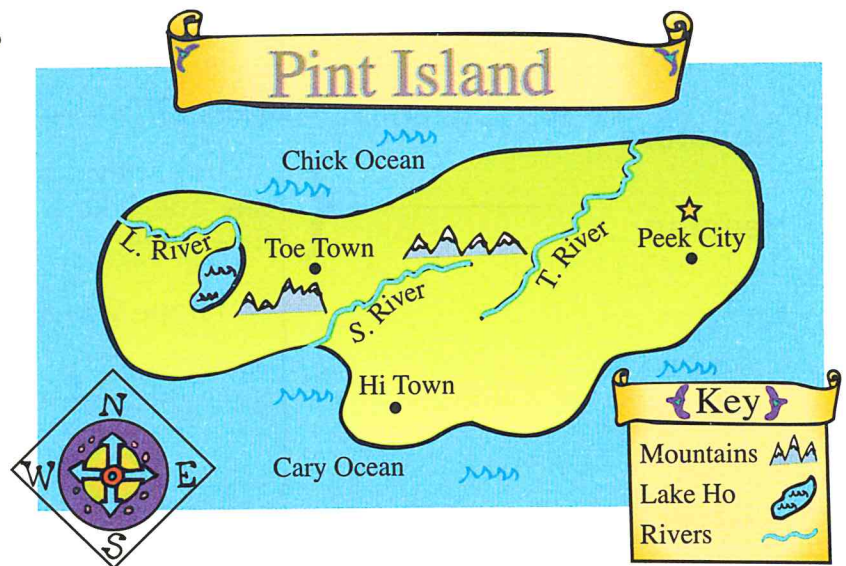 Pint Island
Chick Ocean
L. River
Toe Town
Peek City
T. River
S. River
Hi Town
Cary Ocean
Key
Mountains
Lake Ho
Rivers
N
W E
S